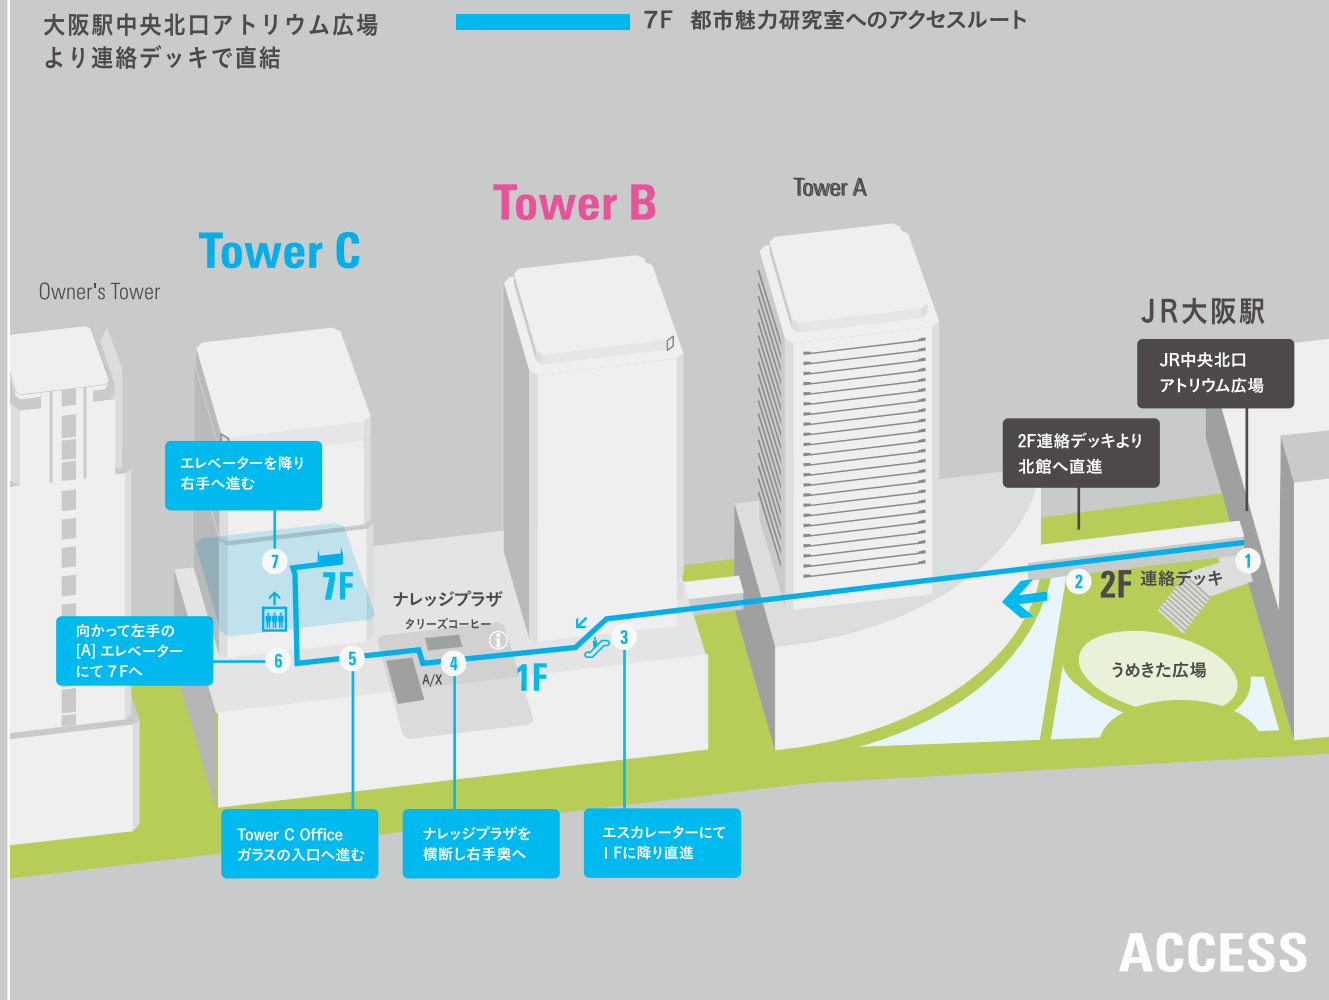 大阪駅中央北口アトリウム広場
より連絡デッキで直結
7F 都市魅力研究室へのアクセスルート
Tower A
Tower B
Tower C
Owner's Tower
JR大阪駅
JR中央北口
アトリウム広場
2F連絡デッキより
北館へ直進
エレベーターを降り
右手へ進む
1
2
2F 連絡デッキ
7
7F
ナレッジプラザ
タリーズコーヒー
i
3
向かって左手の
[A] エレベーター
にて 7Fへ
6
5
4
A/X
1F
うめきた広場
Tower C Office
ガラスの入口へ進む
ナレッジプラザを
横断し右手奥へ
エスカレーターにて
1Fに降り直進
ACCESS